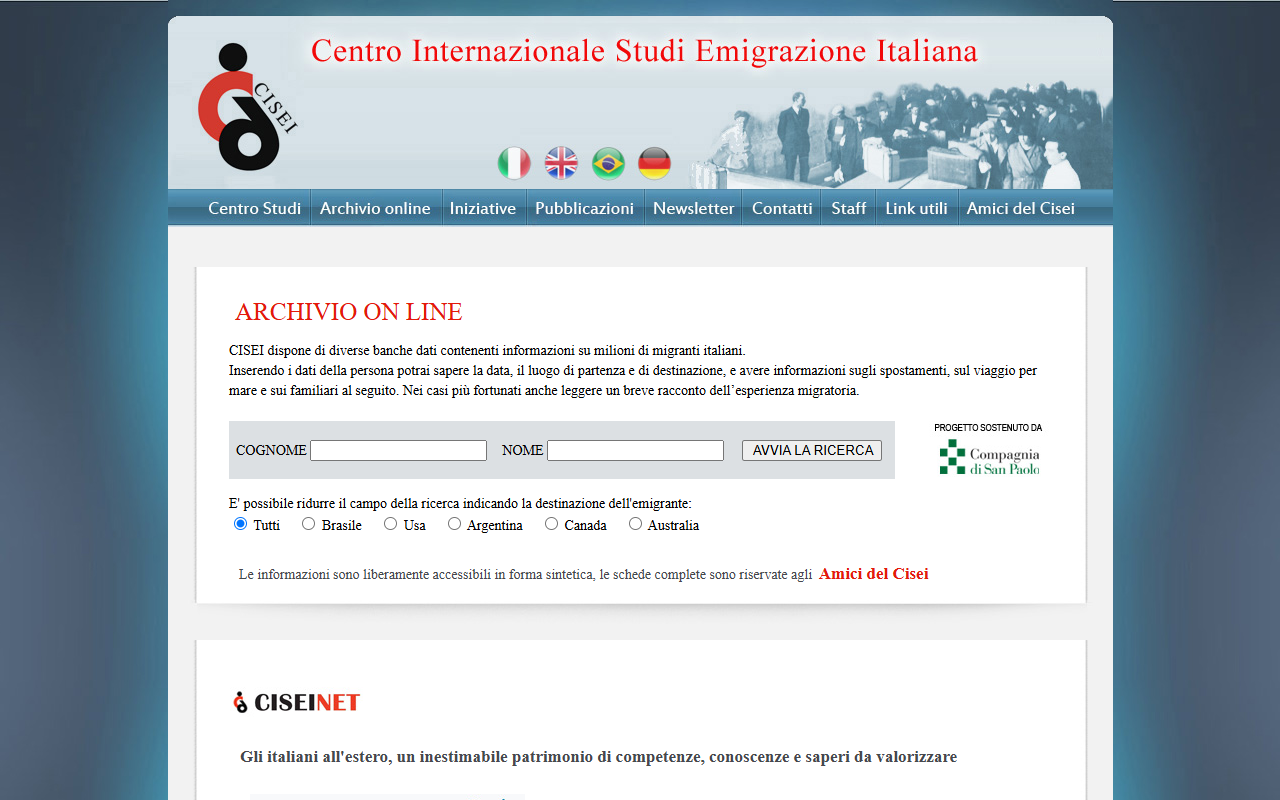 Centro Internazionale Studi Emigrazione Italiana
CISEI
Centro Studi Archivio online Iniziative Pubblicazioni Newsletter Contatti Staff Link utili Amici del Cisei
ARCHIVIO ON LINE
CISEI dispone di diverse banche dati contenenti informazioni su milioni di migranti italiani.
Inserendo i dati della persona potrai sapere la data, il luogo di partenza e di destinazione, e avere informazioni sugli spostamenti, sul viaggio per
mare e sui familiari al seguito. Nei casi più fortunati anche leggere un breve racconto dell’esperienza migratoria.
PROGETTO SOSTENUTO DA
COGNOME NOME AVVIA LA RICERCA
Compagnia
di San Paolo
E' possibile ridurre il campo della ricerca indicando la destinazione dell'emigrante:
Tutti Brasile Usa Argentina Canada Australia
Le informazioni sono liberamente accessibili in forma sintetica, le schede complete sono riservate agli Amici del Cisei
CISEINET
Gli italiani all'estero, un inestimabile patrimonio di competenze, conoscenze e saperi da valorizzare